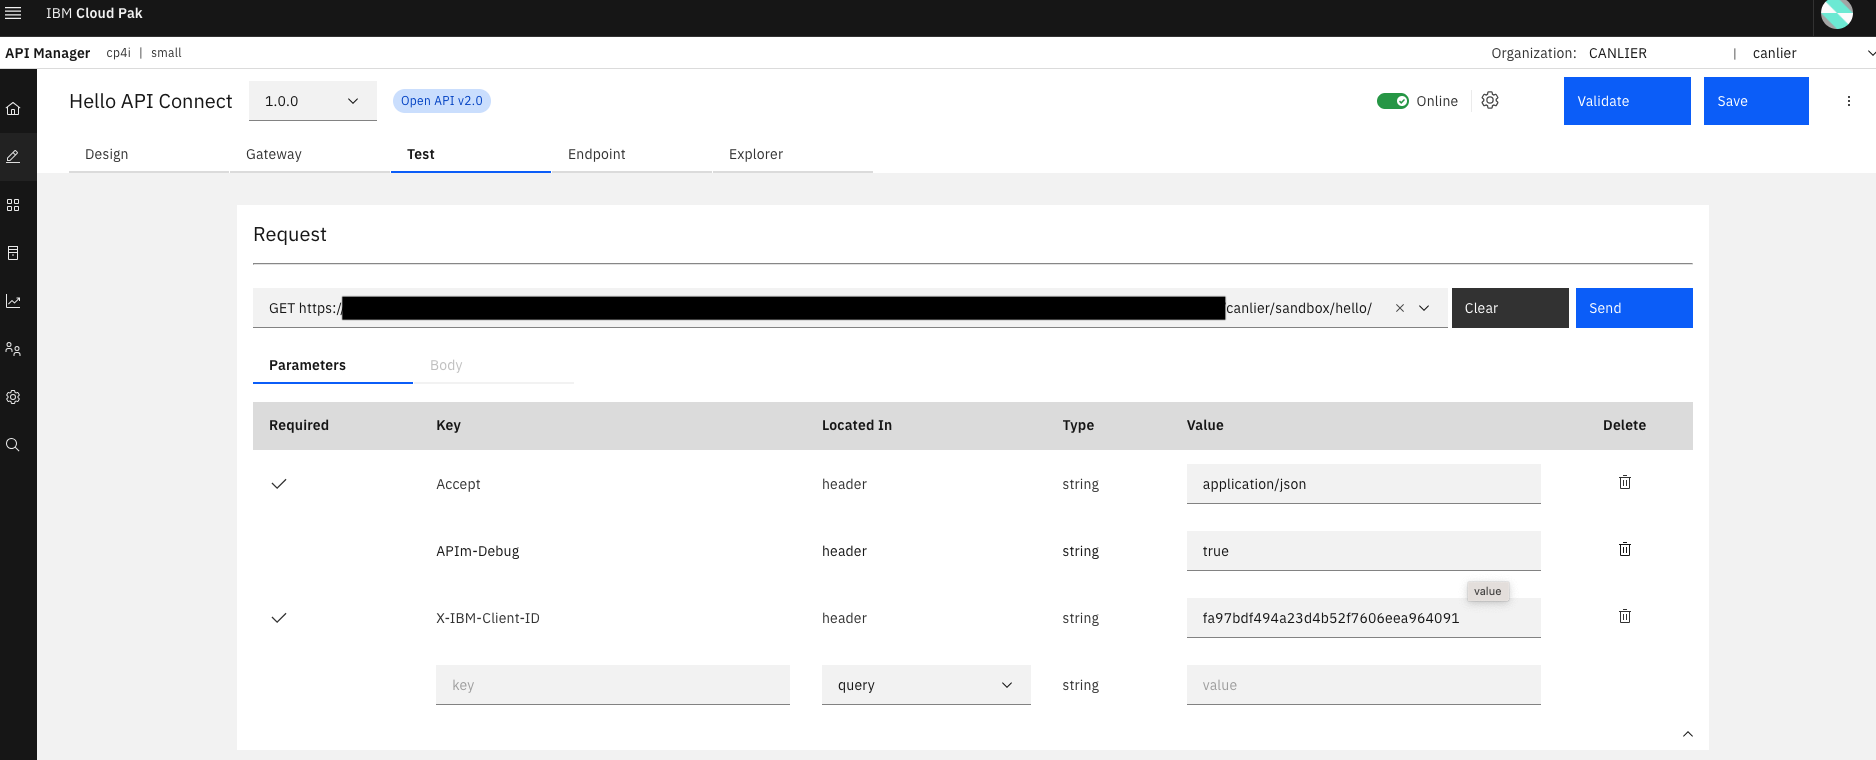 IBM Cloud Pak
API Manager cp4i | small Organization: CANLIER | canlier
Hello API Connect 1.0.0 Open API v2.0 Online Validate Save
Design Gateway Test Endpoint Explorer
Request
GET https:// canlier/sandbox/hello/ Clear Send
Parameters Body
Required Key Located In Type Value Delete
Accept header string application/json
APIm-Debug header string true
value
X-IBM-Client-ID header string fa97bdf494a23d4b52f7606eea964091
key query string value